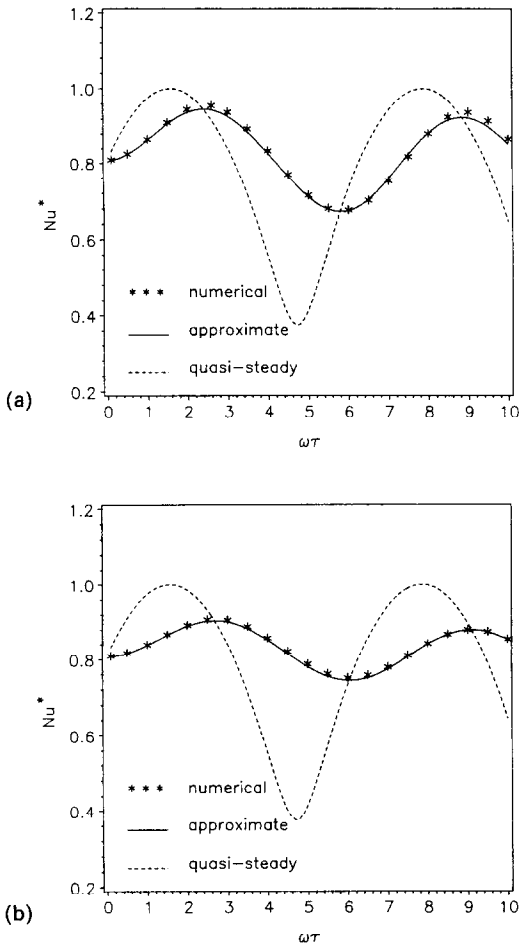 1.2
1.0
0.8
Nu*
0.6
*** numerical
0.4
approximate
quasi-steady
0.2
0 1 2 3 4 5 6 7 8 9 10
(a)
ωτ
1.2
1.0
0.8
Nu*
0.6
*** numerical
0.4
approximate
quasi-steady
0.2
0 1 2 3 4 5 6 7 8 9 10
(b)
ωτ